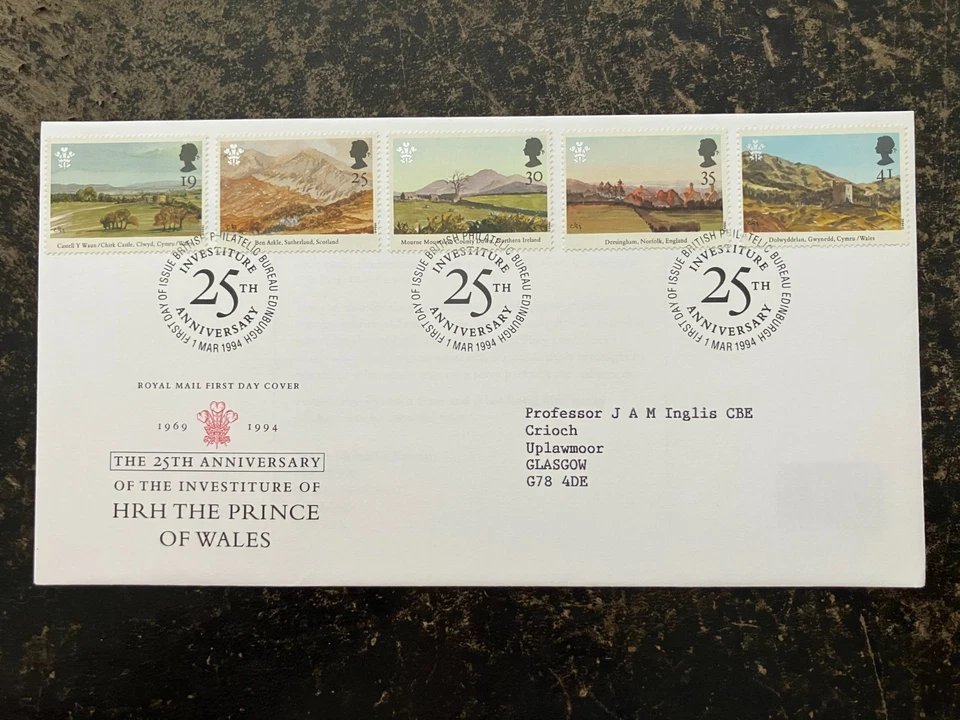 19
25
30
35
41
Castell Y Waun/Chirk Castle, Clwyd, Cymru/Wales
Ben Arkle, Sutherland, Scotland
Mourne Mountains, County Down, Northern Ireland
Dersingham, Norfolk, England
Dolwyddelan, Gwynedd, Cymru/Wales
FIRST DAY OF ISSUE BRITISH PHILATELIC BUREAU EDINBURGH
INVESTITURE
25TH
ANNIVERSARY
1 MAR 1994
FIRST DAY OF ISSUE BRITISH PHILATELIC BUREAU EDINBURGH
INVESTITURE
25TH
ANNIVERSARY
1 MAR 1994
FIRST DAY OF ISSUE BRITISH PHILATELIC BUREAU EDINBURGH
INVESTITURE
25TH
ANNIVERSARY
1 MAR 1994
ROYAL MAIL FIRST DAY COVER
1969 1994
THE 25TH ANNIVERSARY
OF THE INVESTITURE OF
HRH THE PRINCE
OF WALES
Professor J A M Inglis CBE
Crioch
Uplawmoor
GLASGOW
G78 4DE